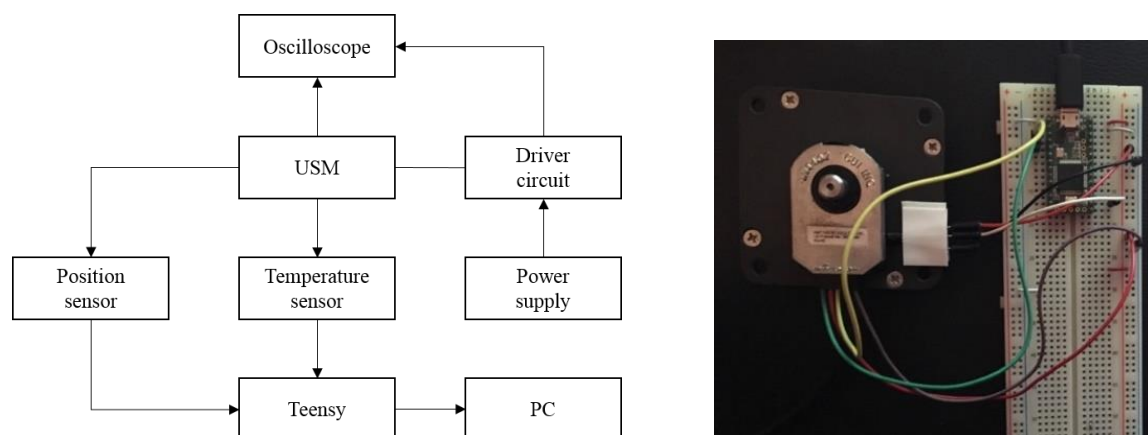 Oscilloscope
USM
Driver
circuit
Position
sensor
Temperature
sensor
Power
supply
Teensy
PC